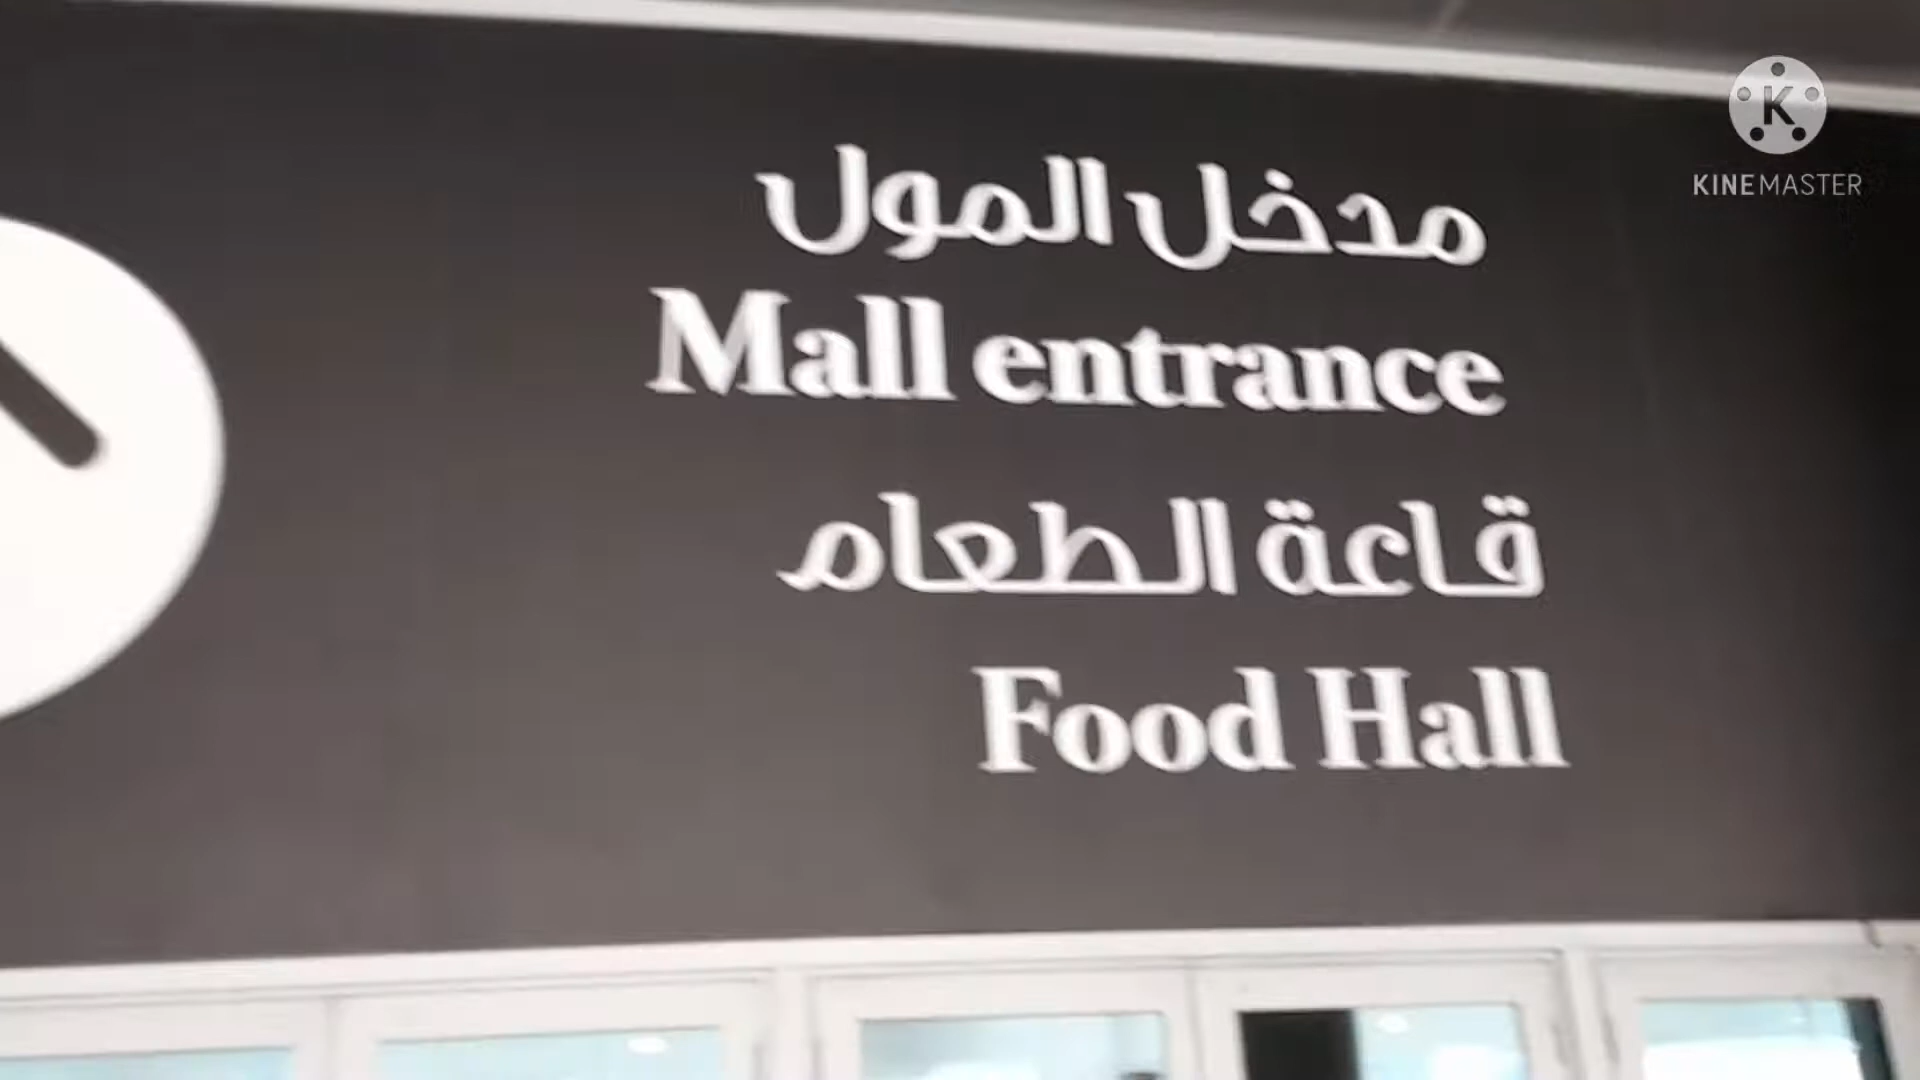 مدخل المول
Mall entrance
قاعة الطعام
Food Hall
K
KINEMASTER